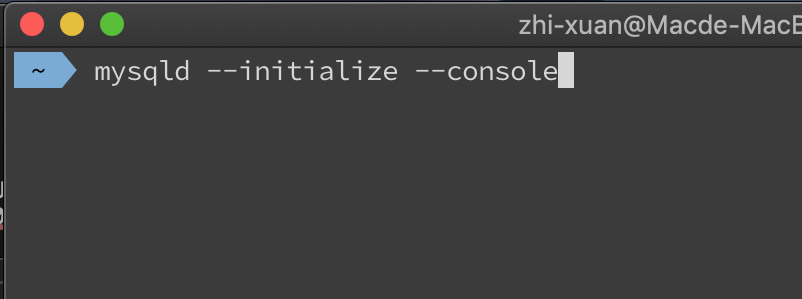 zhi-xuan@Macde-MacB
~ mysqld --initialize --console